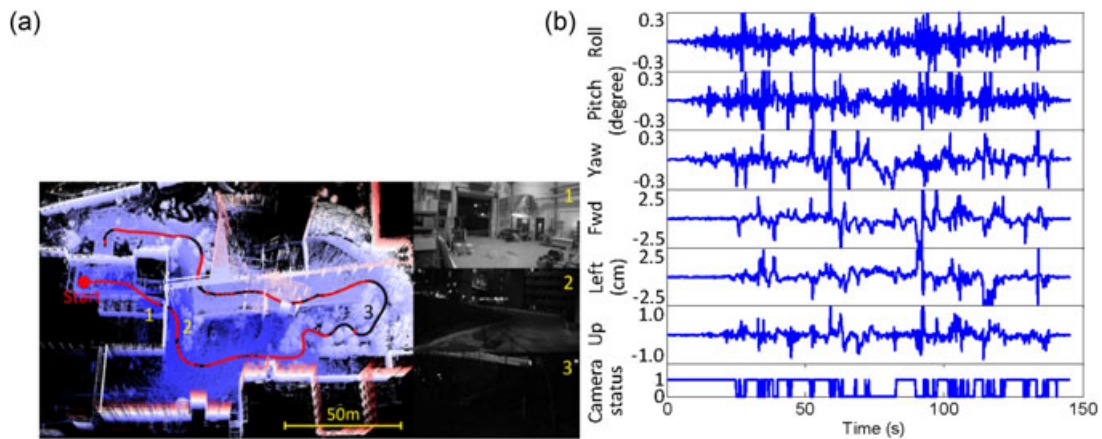 (a)
Start
1
2
3
50m
1
2
3
(b)
Roll
0.3
-0.3
Pitch
(degree)
0.3
-0.3
Yaw
0.3
-0.3
Fwd
2.5
-2.5
Left
(cm)
2.5
-2.5
Up
1.0
-1.0
Camera
status
1
0
0
50
100
150
Time (s)